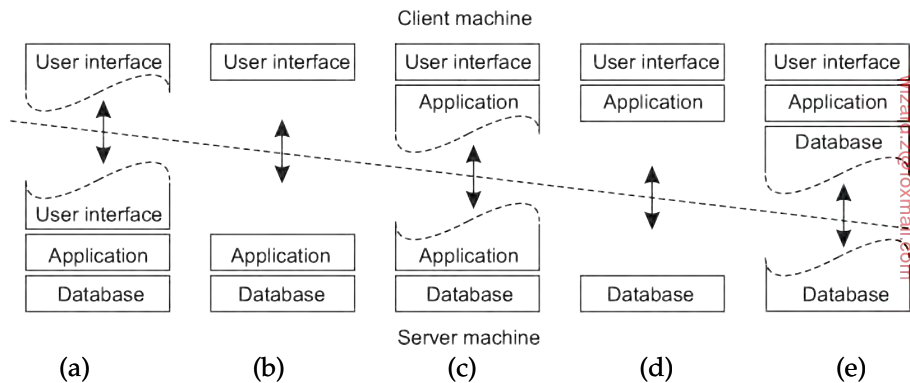 Client machine
User interface User interface User interface User interface User interface
Application Application Application
Database
User interface
Application Application Application
Database Database Database Database Database
Server machine
(a) (b) (c) (d) (e)